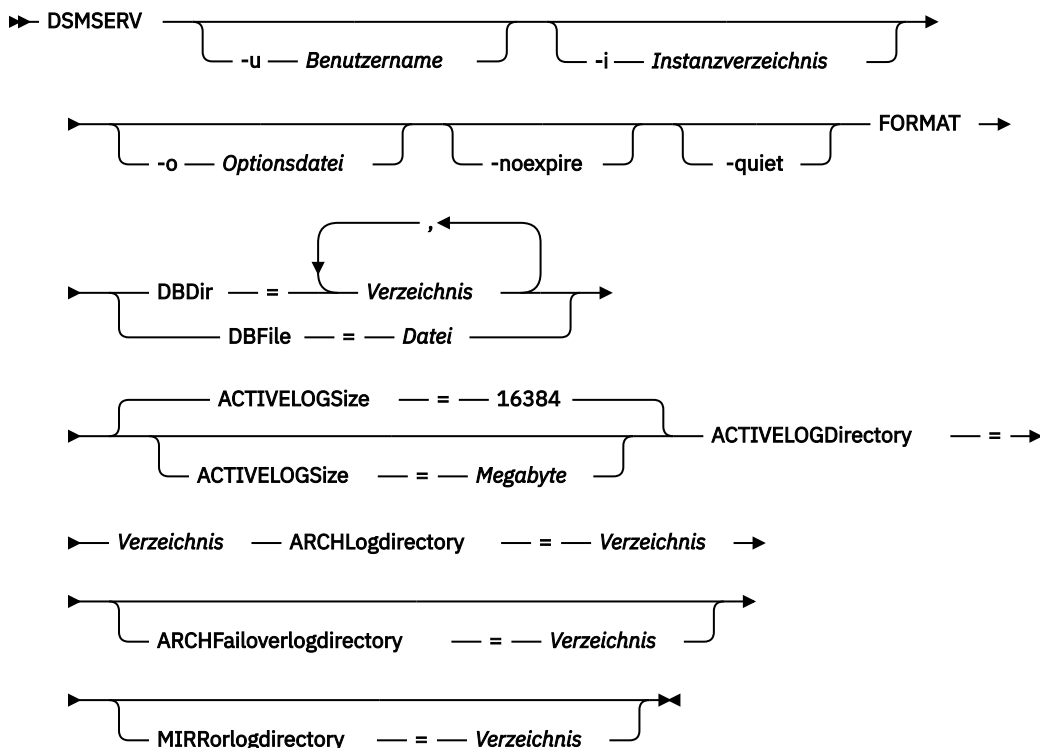 DSMSERV
-u Benutzername -i Instanzverzeichnis
FORMAT
-o Optionsdatei -noexpire -quiet
,
DBDir = Verzeichnis
DBFile = Datei
ACTIVELOGSize = 16384
ACTIVELOGDirectory =
ACTIVELOGSize = Megabyte
Verzeichnis ARCHLogdirectory = Verzeichnis
ARCHFailoverlogdirectory = Verzeichnis
MIRRorlogdirectory = Verzeichnis